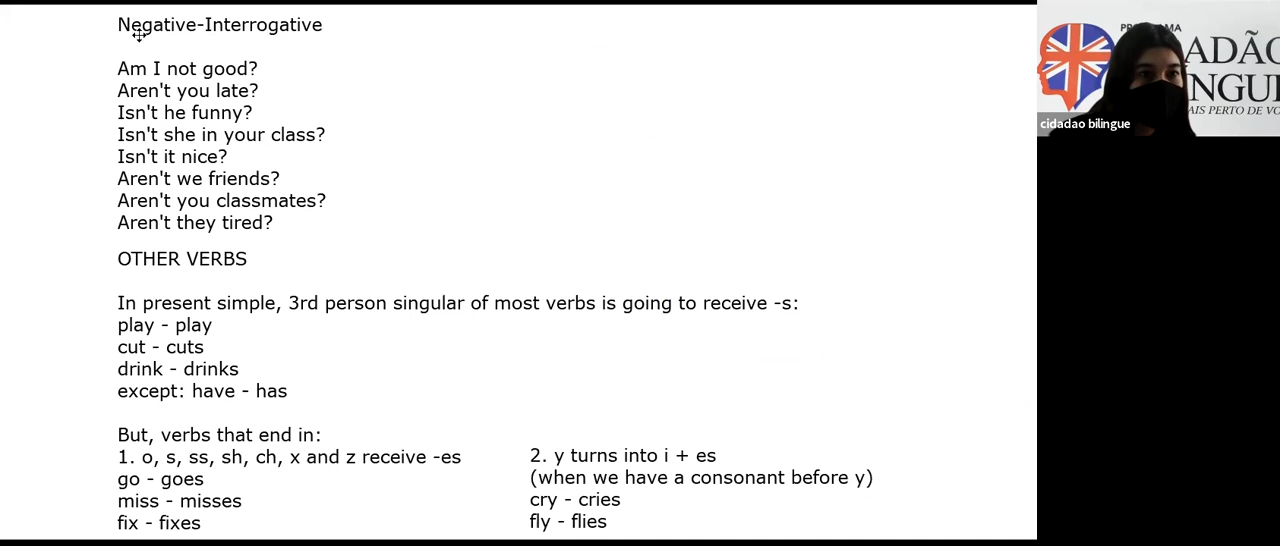 Negative-Interrogative
Am I not good?
Aren't you late?
Isn't he funny?
Isn't she in your class?
Isn't it nice?
Aren't we friends?
Aren't you classmates?
Aren't they tired?
OTHER VERBS
In present simple, 3rd person singular of most verbs is going to receive -s:
play - play
cut - cuts
drink - drinks
except: have - has
But, verbs that end in:
1. o, s, ss, sh, ch, x and z receive -es
go - goes
miss - misses
fix - fixes
2. y turns into i + es
(when we have a consonant before y)
cry - cries
fly - flies
cidadao bilingue